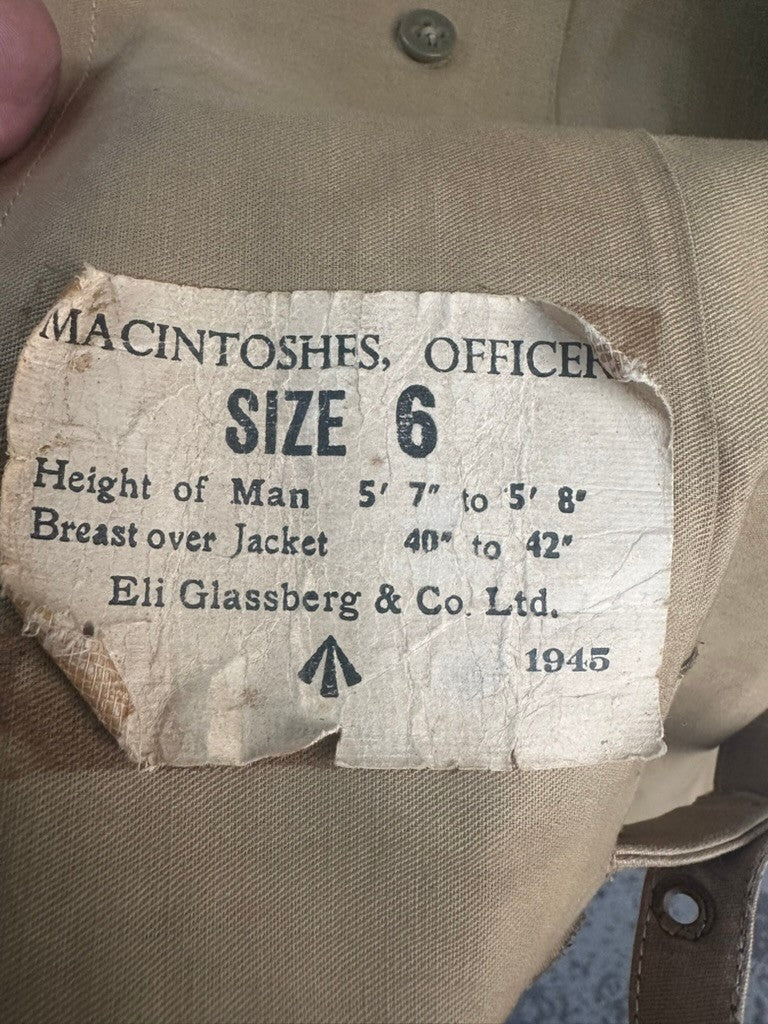 MACINTOSHES, OFFICER
SIZE 6
Height of Man 5' 7" to 5' 8"
Breast over Jacket 40" to 42"
Eli Glassberg & Co. Ltd.
1945